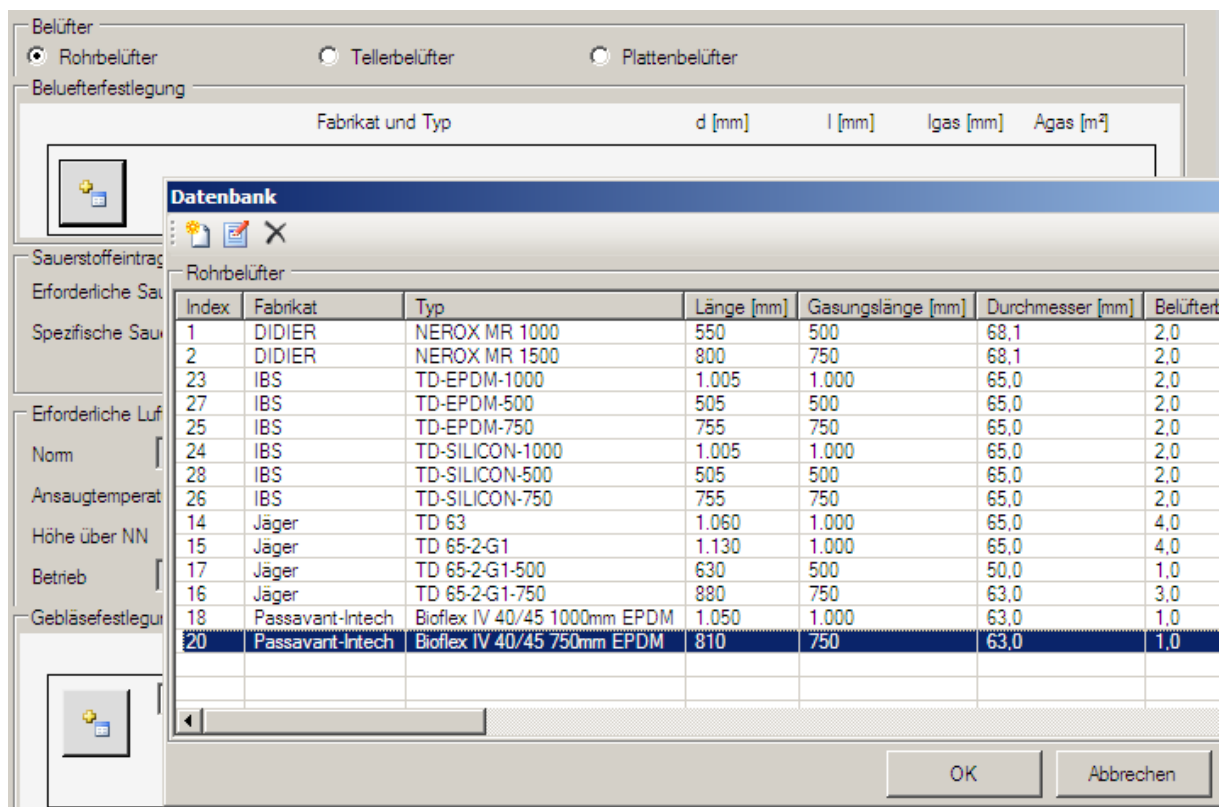 Belüfter
Rohrbelüfter Tellerbelüfter Plattenbelüfter
Beluefterfestlegung
Fabrikat und Typ d [mm] l [mm] lgas [mm] Agas [m²]
Datenbank
Sauerstoffeintrag
Rohrbelüfter
Erforderliche Sau
Index Fabrikat Typ Länge [mm] Gasungslänge [mm] Durchmesser [mm] Belüftert
Spezifische Saue
1 DIDIER NEROX MR 1000 550 500 68,1 2,0
2 DIDIER NEROX MR 1500 800 750 68,1 2,0
23 IBS TD-EPDM-1000 1.005 1.000 65,0 2,0
27 IBS TD-EPDM-500 505 500 65,0 2,0
Erforderliche Luf
25 IBS TD-EPDM-750 755 750 65,0 2,0
24 IBS TD-SILICON-1000 1.005 1.000 65,0 2,0
Norm
28 IBS TD-SILICON-500 505 500 65,0 2,0
26 IBS TD-SILICON-750 755 750 65,0 2,0
Ansaugtemperat
14 Jäger TD 63 1.060 1.000 65,0 4,0
Höhe über NN
15 Jäger TD 65-2-G1 1.130 1.000 65,0 4,0
17 Jäger TD 65-2-G1-500 630 500 50,0 1,0
Betrieb
16 Jäger TD 65-2-G1-750 880 750 63,0 3,0
Gebläsefestlegun
18 Passavant-Intech Bioflex IV 40/45 1000mm EPDM 1.050 1.000 63,0 1,0
20 Passavant-Intech Bioflex IV 40/45 750mm EPDM 810 750 63,0 1,0
OK Abbrechen